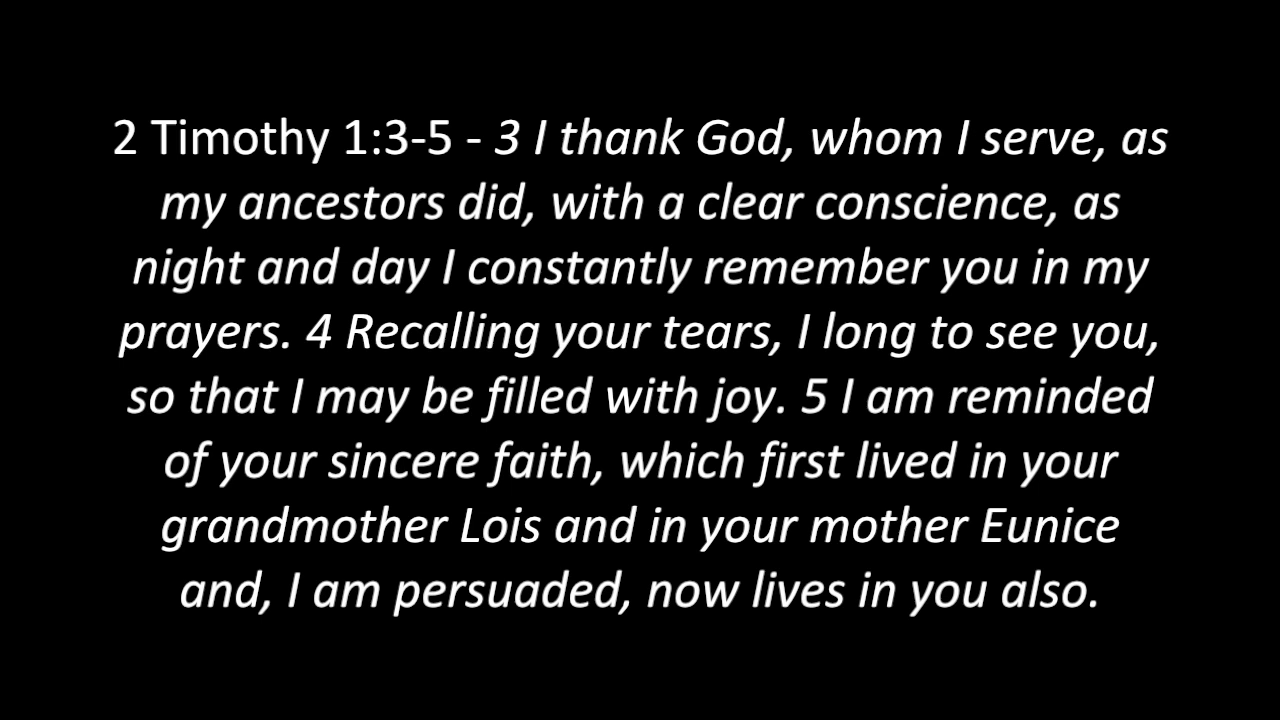 2 Timothy 1:3-5 - 3 I thank God, whom I serve, as
my ancestors did, with a clear conscience, as
night and day I constantly remember you in my
prayers. 4 Recalling your tears, I long to see you,
so that I may be filled with joy. 5 I am reminded
of your sincere faith, which first lived in your
grandmother Lois and in your mother Eunice
and, I am persuaded, now lives in you also.